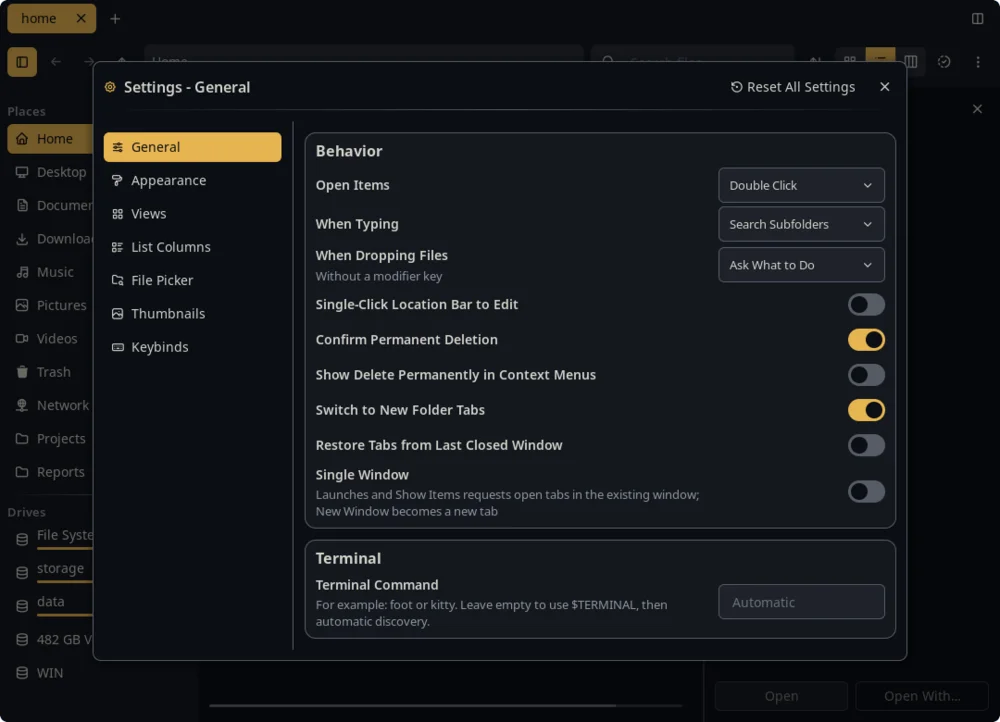 home
Home
Search files
Settings - General
Reset All Settings
Places
Home
Desktop
Documen
Downloa
Music
Pictures
Videos
Trash
Network
Projects
Reports
Drives
File Syste
storage
data
482 GB V
WIN
General
Appearance
Views
List Columns
File Picker
Thumbnails
Keybinds
Behavior
Open Items
Double Click
When Typing
Search Subfolders
When Dropping Files
Without a modifier key
Ask What to Do
Single-Click Location Bar to Edit
Confirm Permanent Deletion
Show Delete Permanently in Context Menus
Switch to New Folder Tabs
Restore Tabs from Last Closed Window
Single Window
Launches and Show Items requests open tabs in the existing window;
New Window becomes a new tab
Terminal
Terminal Command
For example: foot or kitty. Leave empty to use $TERMINAL, then
automatic discovery.
Automatic
Open
Open With...